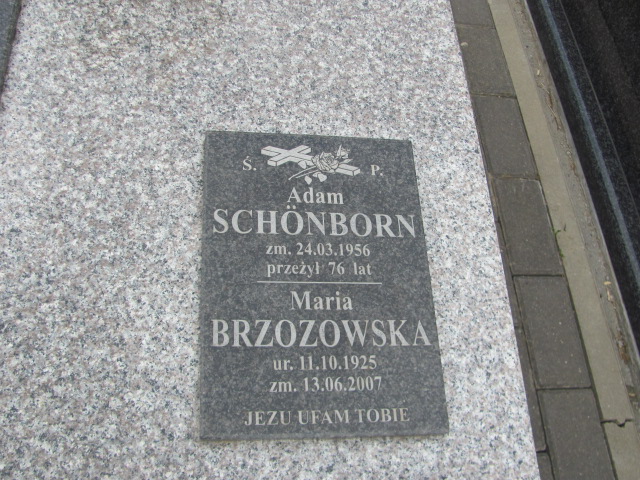 Ś. P.
Adam
SCHÖNBORN
zm. 24.03.1956
przeżył 76 lat
Maria
BRZOZOWSKA
ur. 11.10.1925
zm. 13.06.2007
JEZU UFAM TOBIE